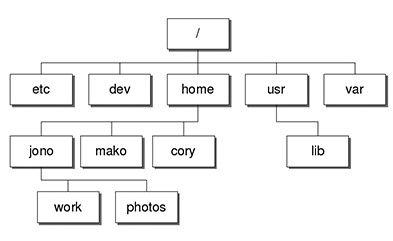 /
etc dev home usr var
jono mako cory lib
work photos